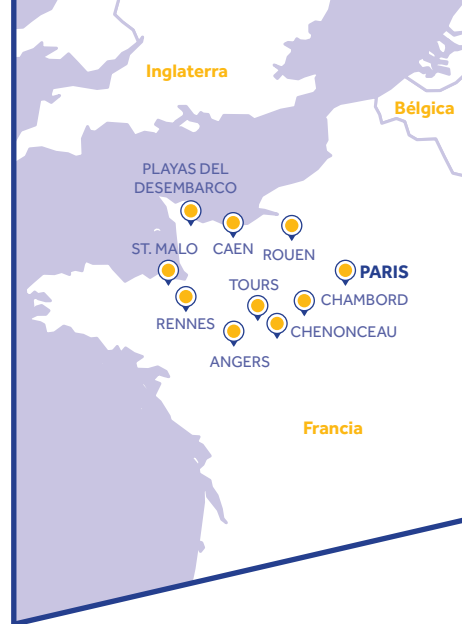 Inglaterra
Bélgica
PLAYAS DEL
DESEMBARCO
ST. MALO
CAEN
ROUEN
PARIS
TOURS
CHAMBORD
RENNES
CHENONCEAU
ANGERS
Francia